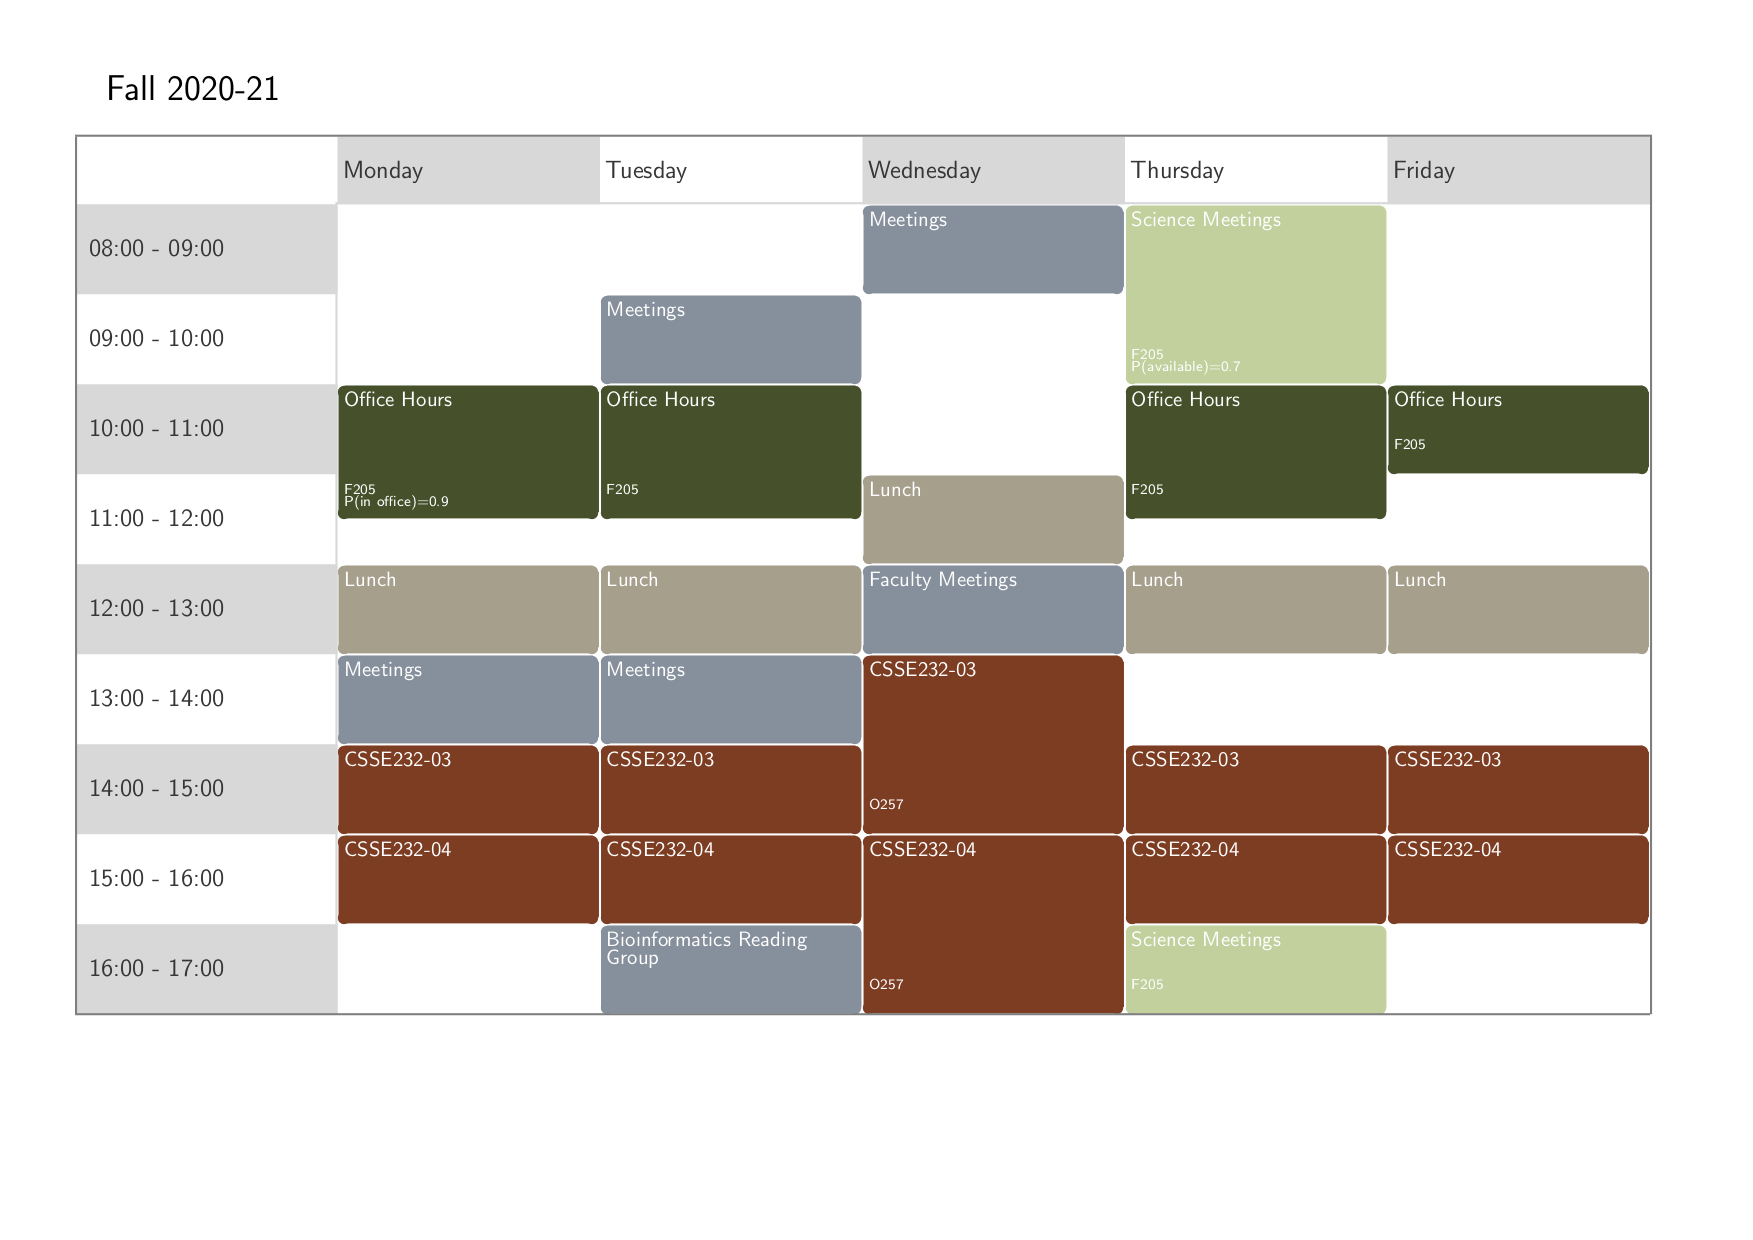 Fall 2020-21
Monday Tuesday Wednesday Thursday Friday
08:00 - 09:00
Meetings
Science Meetings
F205
P(available)=0.7
09:00 - 10:00
Meetings
10:00 - 11:00
Office Hours
F205
P(in office)=0.9
Office Hours
F205
Office Hours
F205
Office Hours
F205
11:00 - 12:00
Lunch
12:00 - 13:00
Lunch
Lunch
Faculty Meetings
Lunch
Lunch
13:00 - 14:00
Meetings
Meetings
CSSE232-03
O257
14:00 - 15:00
CSSE232-03
CSSE232-03
CSSE232-03
CSSE232-03
15:00 - 16:00
CSSE232-04
CSSE232-04
CSSE232-04
O257
CSSE232-04
CSSE232-04
16:00 - 17:00
Bioinformatics Reading
Group
Science Meetings
F205